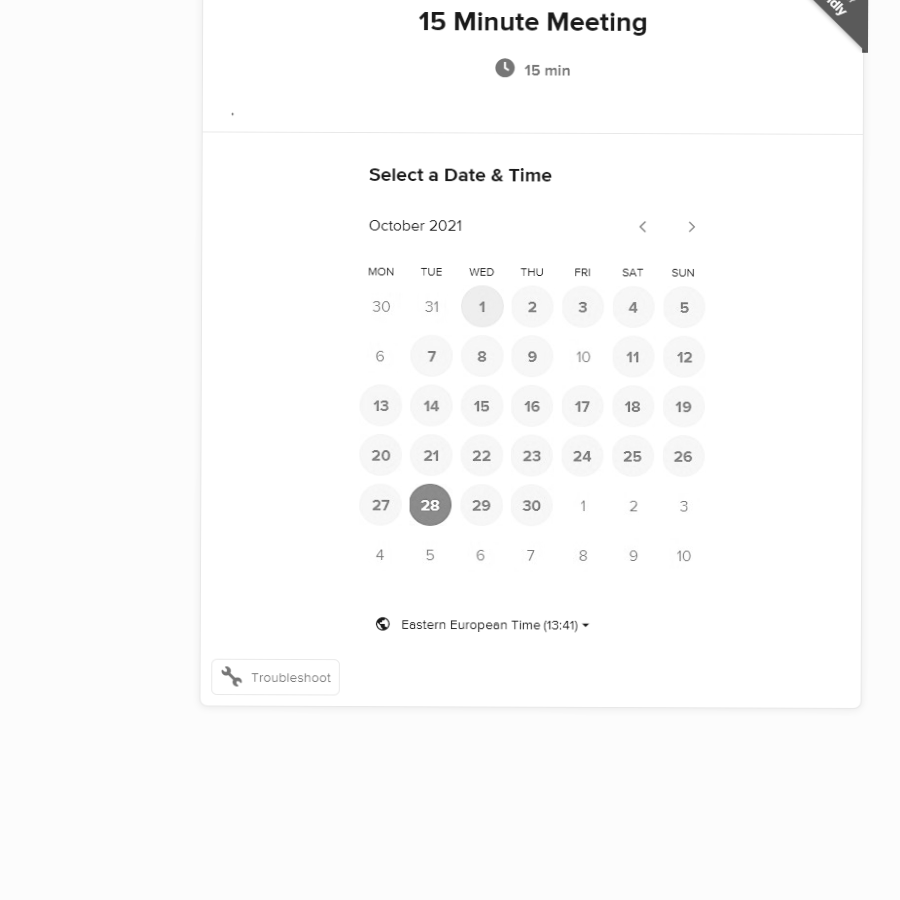 15 Minute Meeting
15 min
Select a Date & Time
October 2021
MON TUE WED THU FRI SAT SUN
30 31 1 2 3 4 5
6 7 8 9 10 11 12
13 14 15 16 17 18 19
20 21 22 23 24 25 26
27 28 29 30 1 2 3
4 5 6 7 8 9 10
Eastern European Time (13:41)
Troubleshoot